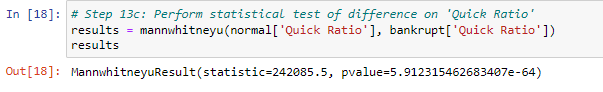 In [18]: # Step 13c: Perform statistical test of difference on 'Quick Ratio'
results = mannwhitneyu(normal['Quick Ratio'], bankrupt['Quick Ratio'])
results
Out[18]: MannwhitneyuResult(statistic=242085.5, pvalue=5.912315462683407e-64)